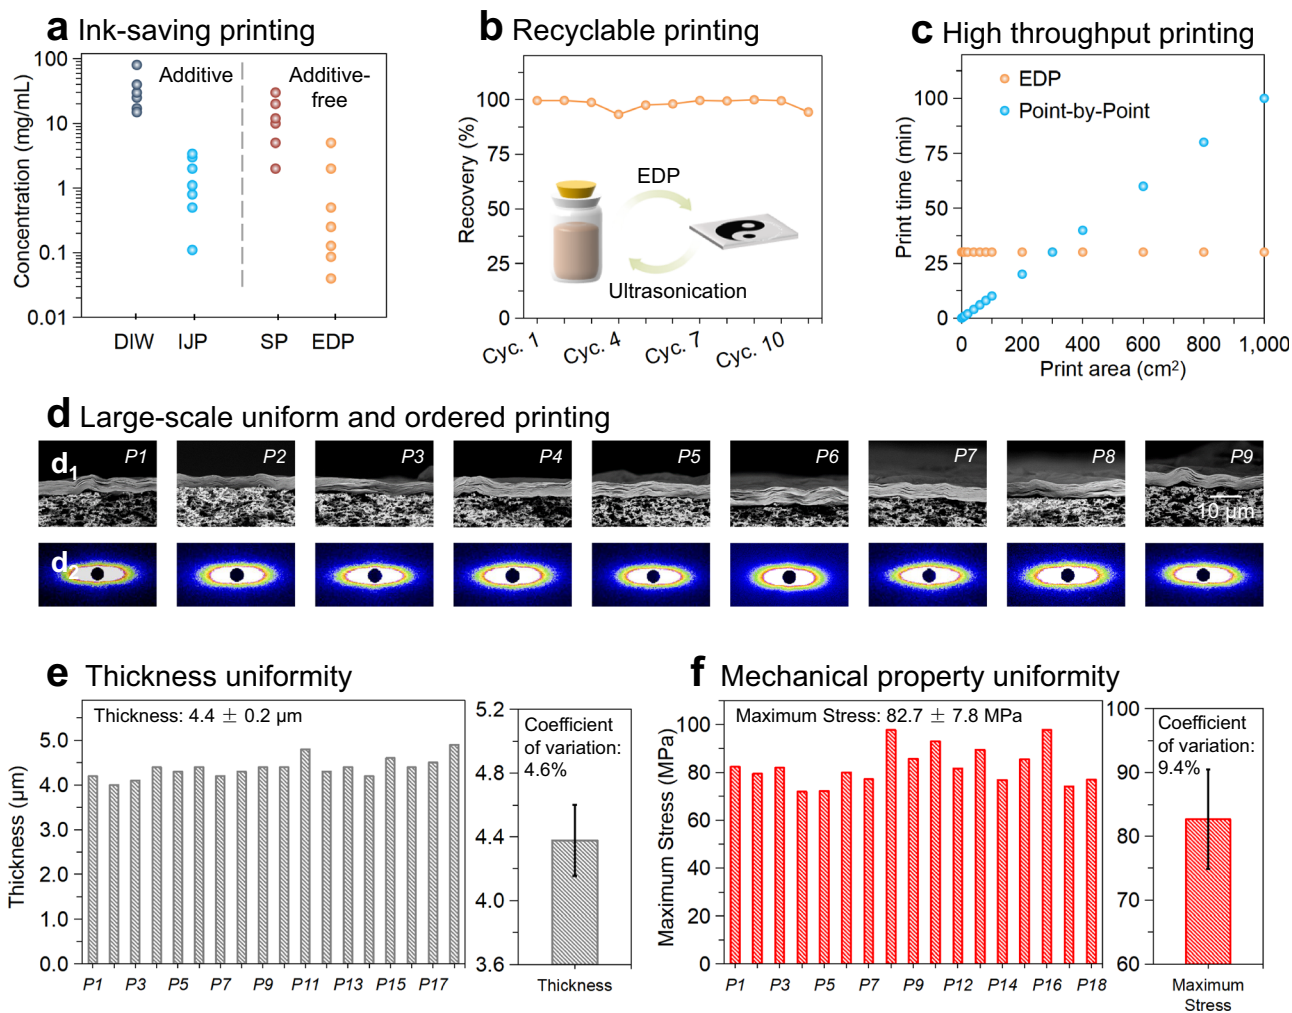 a Ink-saving printing
Concentration (mg/mL)
100
10
1
0.1
0.01
Additive
Additive-
free
DIW IJP SP EDP
b Recyclable printing
Recovery (%)
100
75
50
25
0
EDP
Ultrasonication
Cyc. 1 Cyc. 4 Cyc. 7 Cyc. 10
c High throughput printing
Print time (min)
100
75
50
25
0
EDP
Point-by-Point
0 200 400 600 800 1,000
Print area (cm²)
d Large-scale uniform and ordered printing
d₁ P1 P2 P3 P4 P5 P6 P7 P8 P9
10 µm
d₂
e Thickness uniformity
Thickness (µm)
Thickness: 4.4 ± 0.2 µm
5.0
4.0
3.0
2.0
1.0
0.0
P1 P3 P5 P7 P9 P11 P13 P15 P17
5.2
4.8
4.4
4.0
3.6
Coefficient
of variation:
4.6%
Thickness
f Mechanical property uniformity
Maximum Stress (MPa)
Maximum Stress: 82.7 ± 7.8 MPa
100
80
60
40
20
0
P1 P3 P5 P7 P9 P12 P14 P16 P18
100
90
80
70
60
Coefficient
of variation:
9.4%
Maximum
Stress